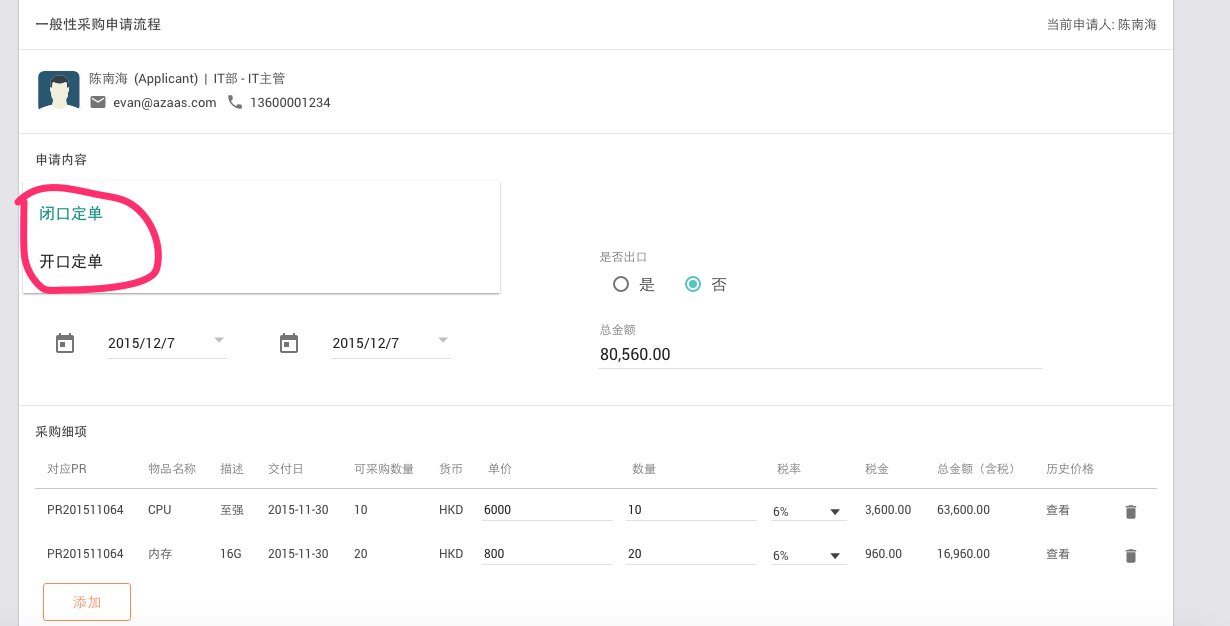 一般性采购申请流程 当前申请人: 陈南海
陈南海 (Applicant) | IT部 - IT主管
evan@azaas.com 13600001234
申请内容
闭口定单
开口定单
是否出口
是 否
2015/12/7 2015/12/7
总金额
80,560.00
采购细项
对应PR 物品名称 描述 交付日 可采购数量 货币 单价 数量 税率 税金 总金额（含税） 历史价格
PR201511064 CPU 至强 2015-11-30 10 HKD 6000 10 6% 3,600.00 63,600.00 查看
PR201511064 内存 16G 2015-11-30 20 HKD 800 20 6% 960.00 16,960.00 查看
添加